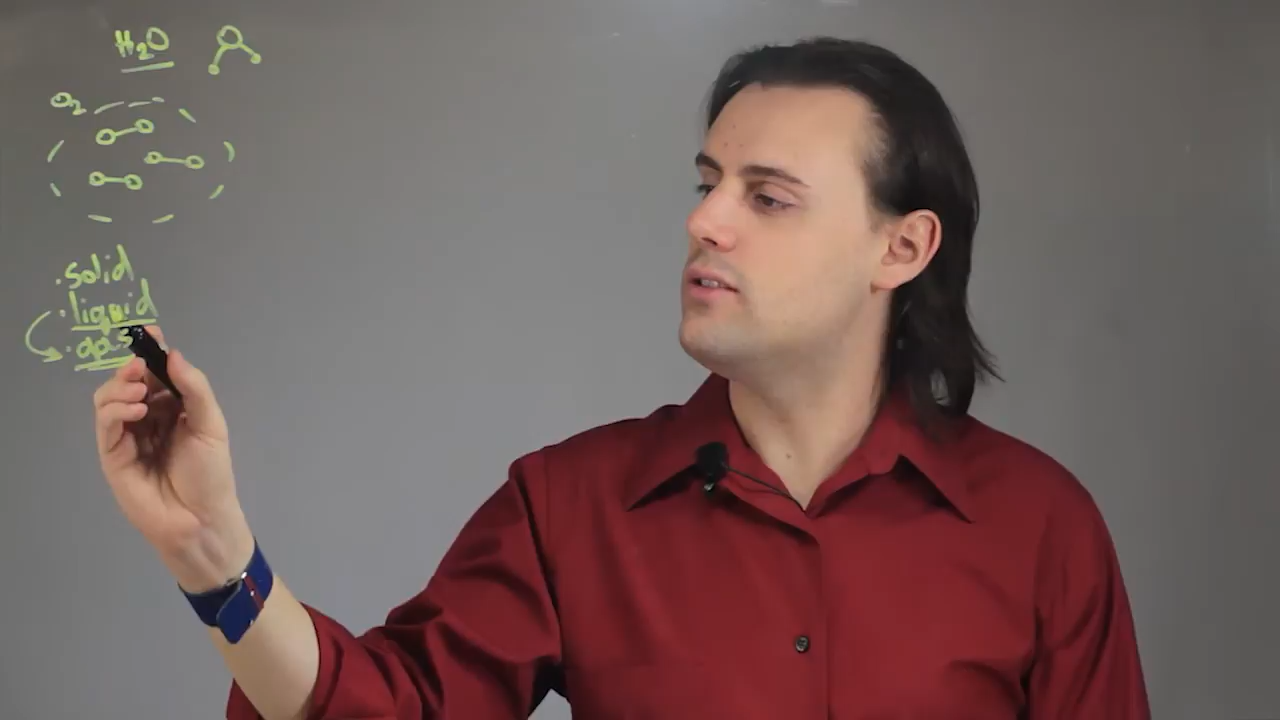 H₂O
O₂
· solid
· liquid
· gas